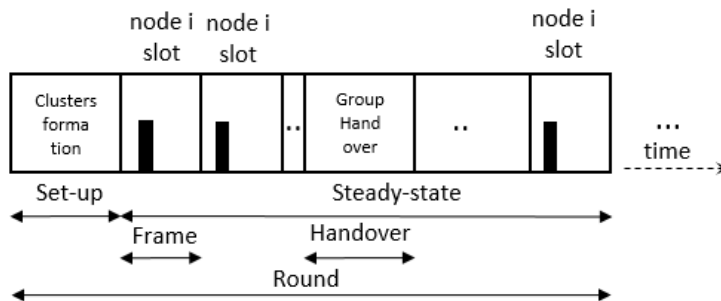 node i
slot
node i
slot
node i
slot
Clusters
forma
tion
..
Group
Hand
over
..
...
time
Set-up
Steady-state
Frame
Handover
Round